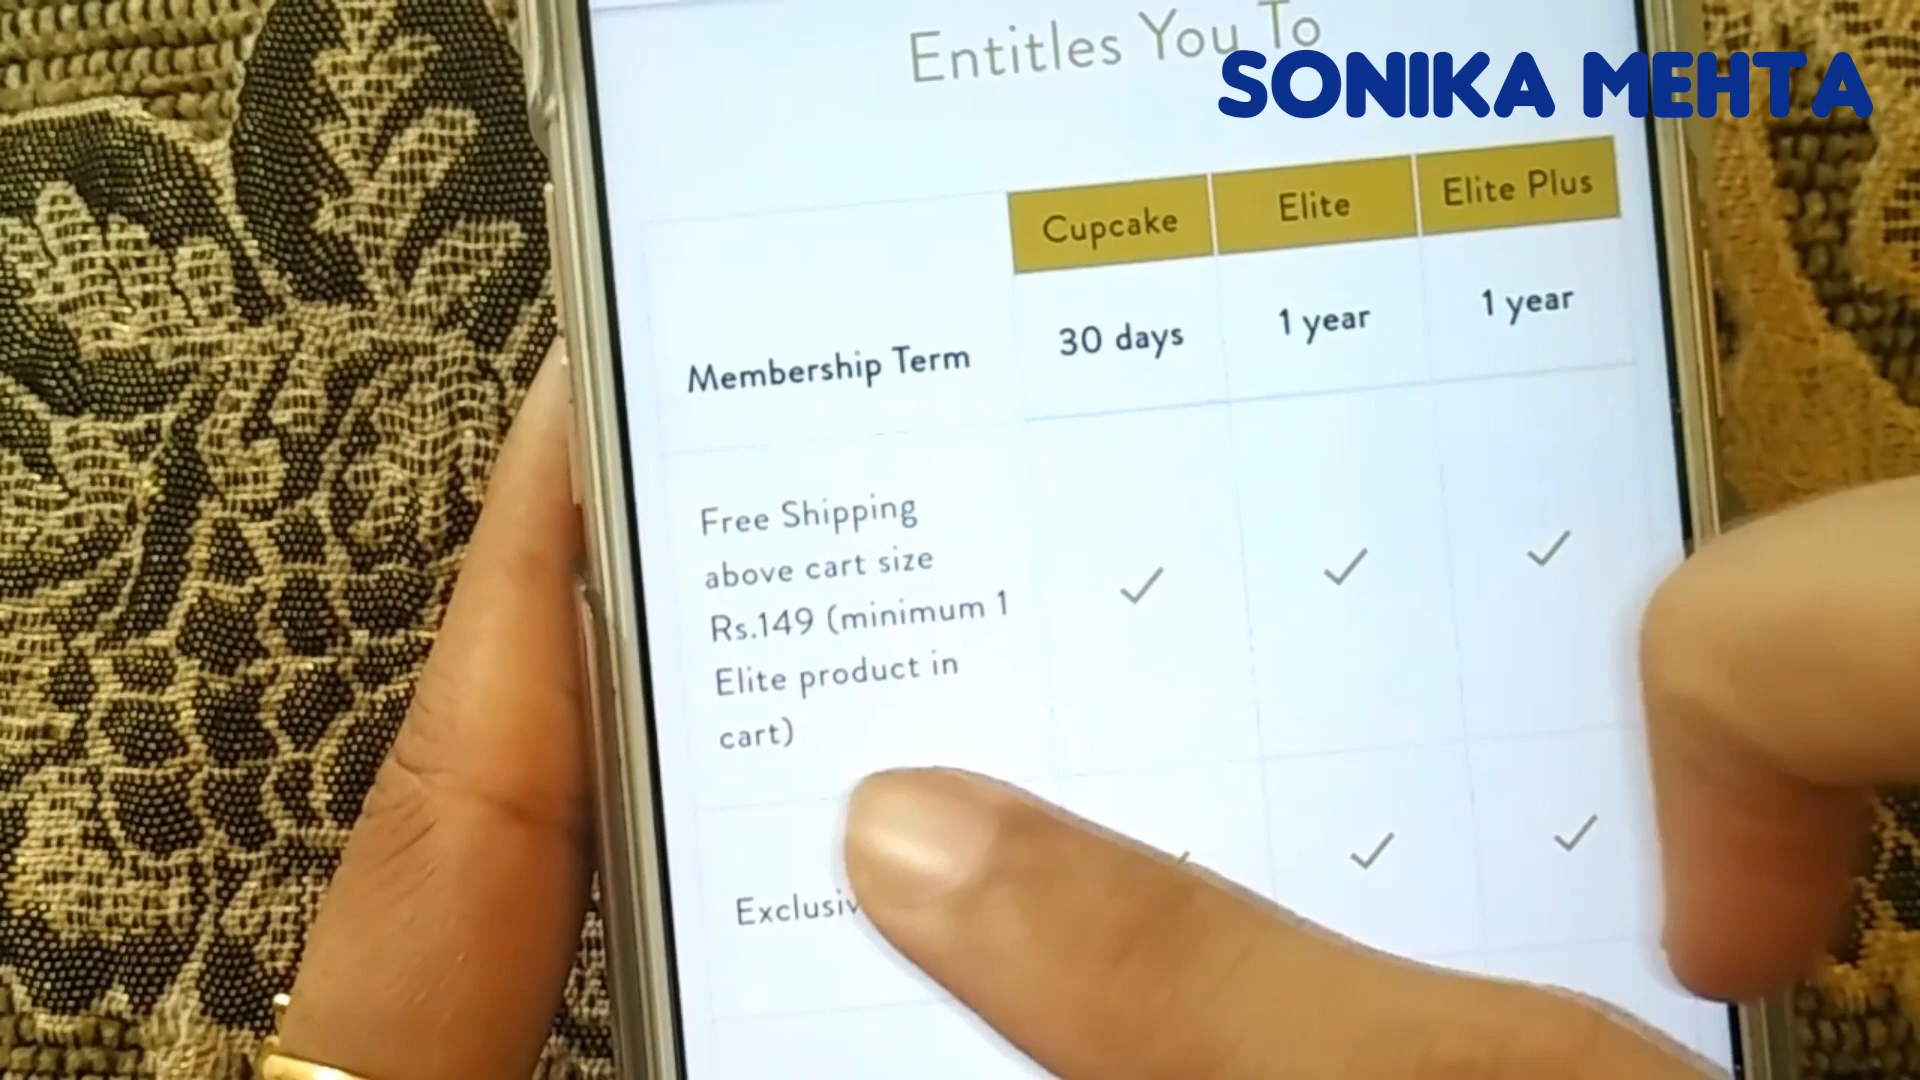 Entitles You To
SONIKA MEHTA
Cupcake Elite Elite Plus
Membership Term 30 days 1 year 1 year
Free Shipping
above cart size
Rs.149 (minimum 1
Elite product in
cart)